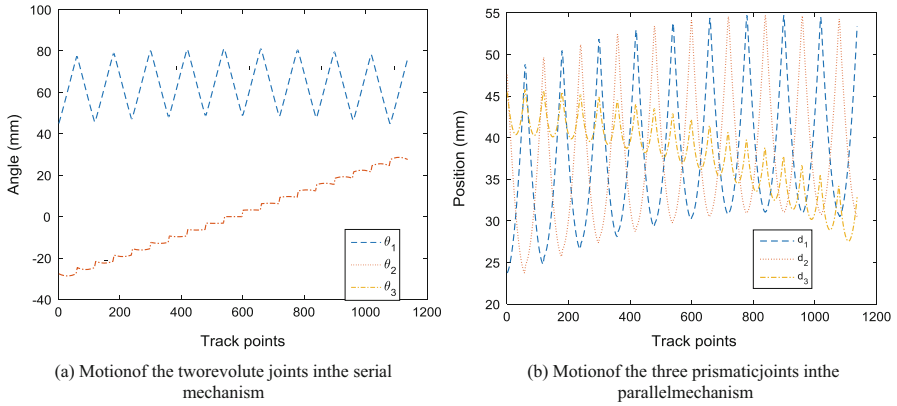 100
80
60
40
20
0
-20
-40
0 200 400 600 800 1000 1200
Angle (mm)
Track points
θ1
θ2
θ3
55
50
45
40
35
30
25
20
0 200 400 600 800 1000 1200
Position (mm)
Track points
d1
d2
d3
(a) Motionof the tworevolute joints inthe serial
mechanism
(b) Motionof the three prismaticjoints inthe
parallelmechanism